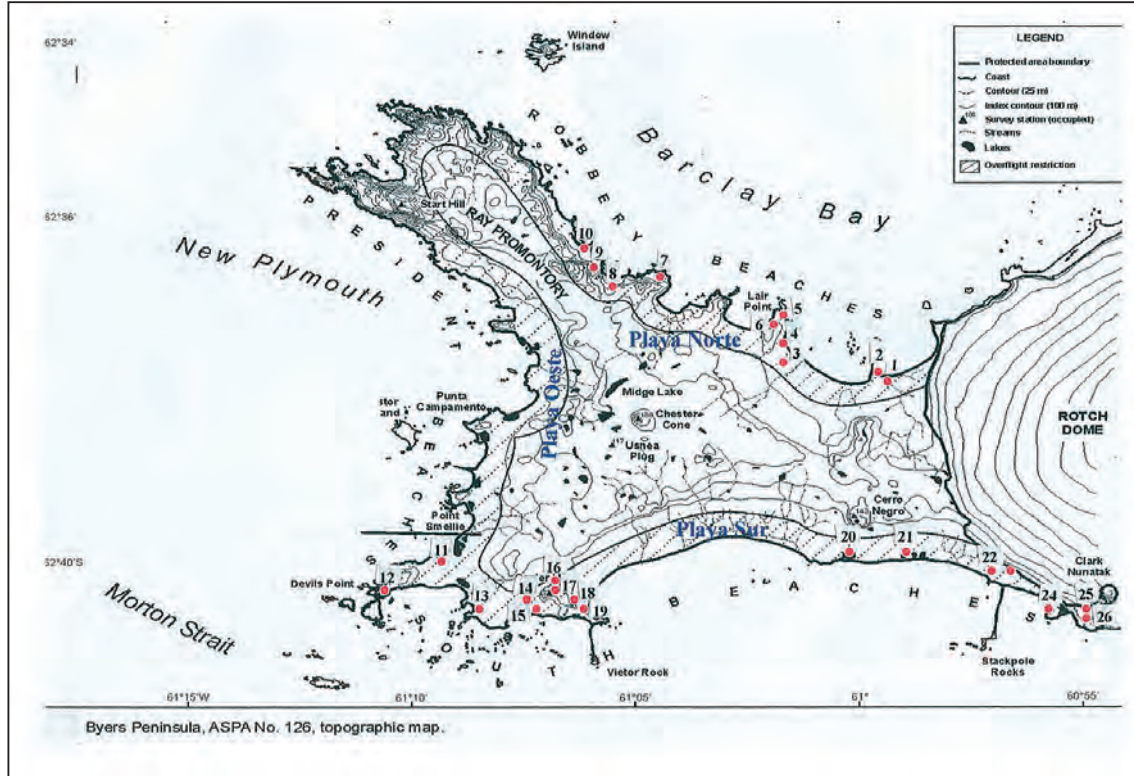 62°34'
Window
Island
LEGEND
Protected area boundary
Coast
Contour (25 m)
Index contour (100 m)
Survey station (occupied)
Streams
Lakes
Overflight restriction
ROBBERY BEACHES
Barclay Bay
62°36'
Start Hill
RAY PROMONTORY
PRESIDENT
New Plymouth
10
9
8
7
Lair
Point
5
6
4
3
2
1
Playa Norte
Playa Oeste
Midge Lake
Punta
Campamento
Chester
Cone
Usnea
Plug
ROTCH
DOME
BEACHES
Point
Smellie
Cerro
Negro
Playa Sur
20
21
22
11
52°40'S
Clark
Nunatak
Devils Point
12
13
14
15
16
17
18
19
24
25
26
SOUTH BEACHES
Morton Strait
Vietor Rock
Stackpole
Rocks
61°15'W
61°10'
61°05'
61°
60°55
Byers Peninsula, ASPA No. 126, topographic map.